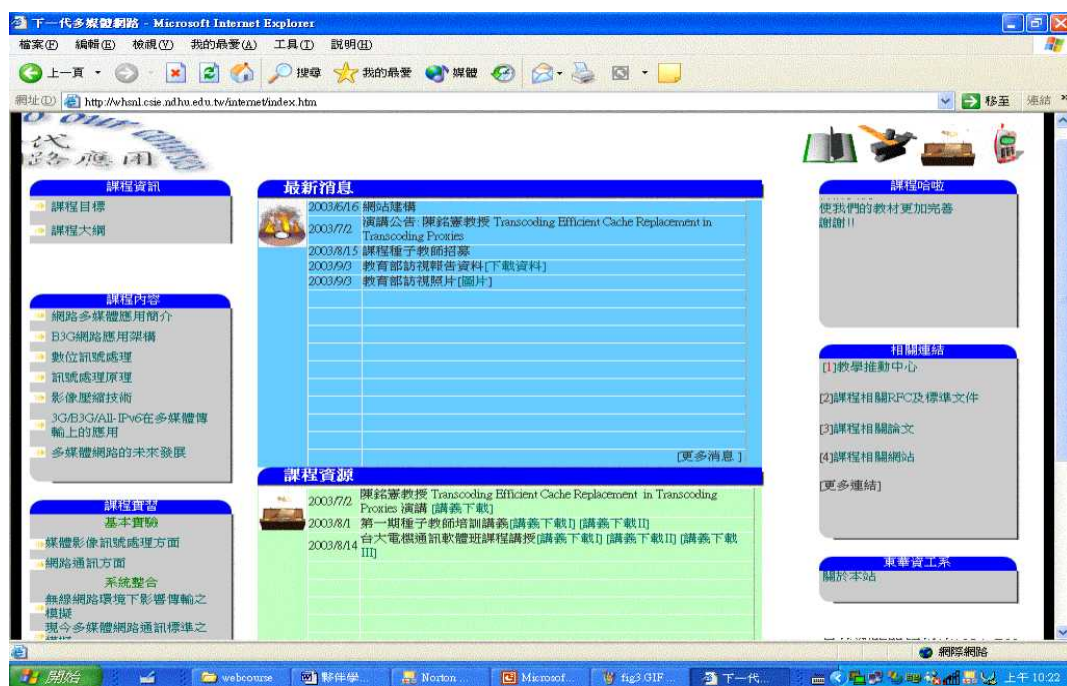 下一代多媒體網路 - Microsoft Internet Explorer
檔案(F) 編輯(E) 檢視(V) 我的最愛(A) 工具(T) 說明(H)
上一頁 搜尋 我的最愛 媒體
網址(D) http://whsnl.csie.ndhu.edu.tw/internet/index.htm 移至 連結
課程資訊
課程目標
課程大綱
課程內容
網路多媒體應用簡介
B3G網路應用架構
數位訊號處理
訊號處理原理
影像壓縮技術
3G/B3G/All-IPv6在多媒體傳
輸上的應用
多媒體網路的未來發展
課程實習
基本實驗
媒體影像訊號處理方面
網路通訊方面
系統整合
無線網路環境下影響傳輸之
模擬
現今多媒體網路通訊標準之
最新消息
2003/6/16 網站建構
2003/7/2 演講公告: 陳銘憲教授 Transcoding Efficient Cache Replacement in
Transcoding Proxies
2003/8/15 課程種子教師招募
2003/9/3 教育部訪視報告資料[下載資料]
2003/9/3 教育部訪視照片[圖片]
[更多消息 ]
課程資源
2003/7/2 陳銘憲教授 Transcoding Efficient Cache Replacement in Transcoding
Proxies 演講 [講義下載]
2003/8/1 第一期種子教師培訓講義[講義下載I] [講義下載II]
2003/8/14 台大電機通訊軟體班課程講授[講義下載I] [講義下載II] [講義下載
III]
課程哈啦
使我們的教材更加完善
謝謝!!
相關連結
[1]教學推動中心
[2]課程相關RFC及標準文件
[3]課程相關論文
[4]課程相關網站
[更多連結]
東華資工系
關於本站
網際網路
開始 webcourse 夥伴學... Norton ... Microsof... fig3.GIF ... 下一代... 上午 10:22